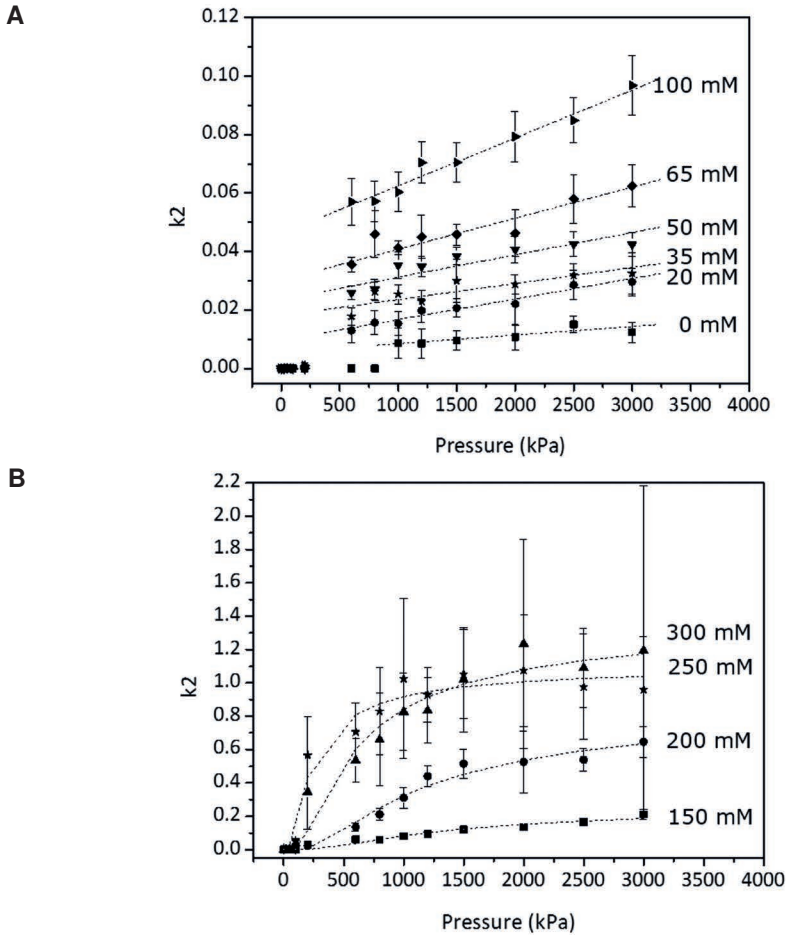 A
0.12
0.10
0.08
0.06
0.04
0.02
0.00
k2
100 mM
65 mM
50 mM
35 mM
20 mM
0 mM
0 500 1000 1500 2000 2500 3000 3500 4000
Pressure (kPa)
B
2.2
2.0
1.8
1.6
1.4
1.2
1.0
0.8
0.6
0.4
0.2
0.0
k2
300 mM
250 mM
200 mM
150 mM
0 500 1000 1500 2000 2500 3000 3500 4000
Pressure (kPa)